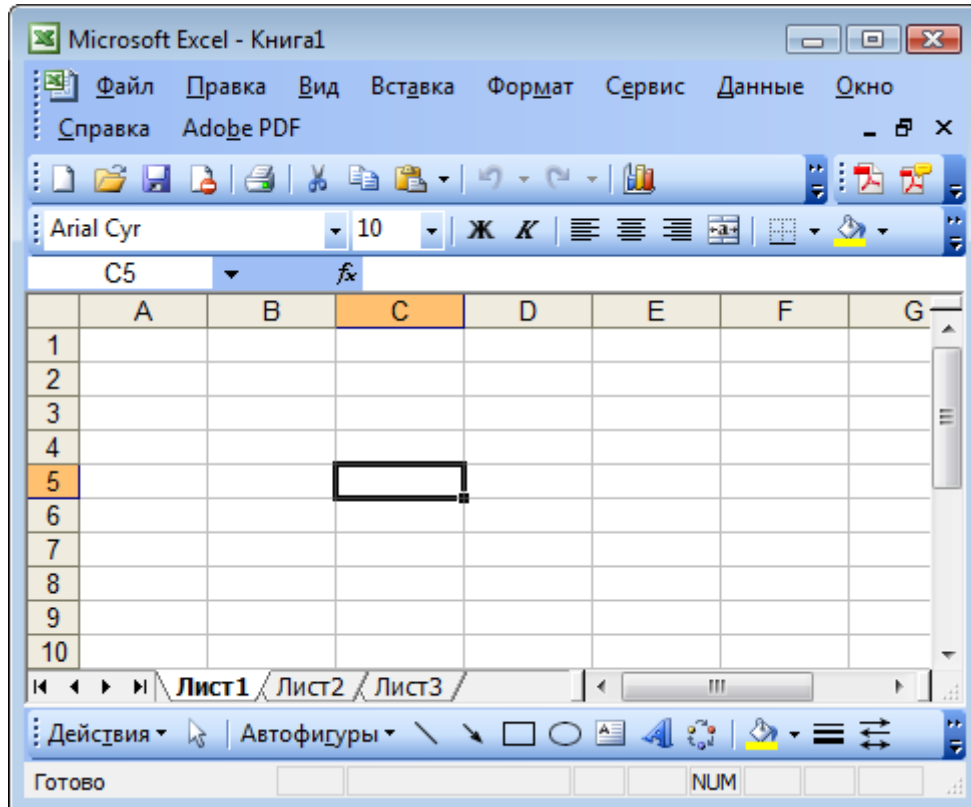 Microsoft Excel - Книга1
Файл Правка Вид Вставка Формат Сервис Данные Окно
Справка Adobe PDF
Arial Cyr 10 Ж К
C5 fx
A B C D E F G
1
2
3
4
5
6
7
8
9
10
Лист1 Лист2 Лист3
Действия Автофигуры
Готово NUM